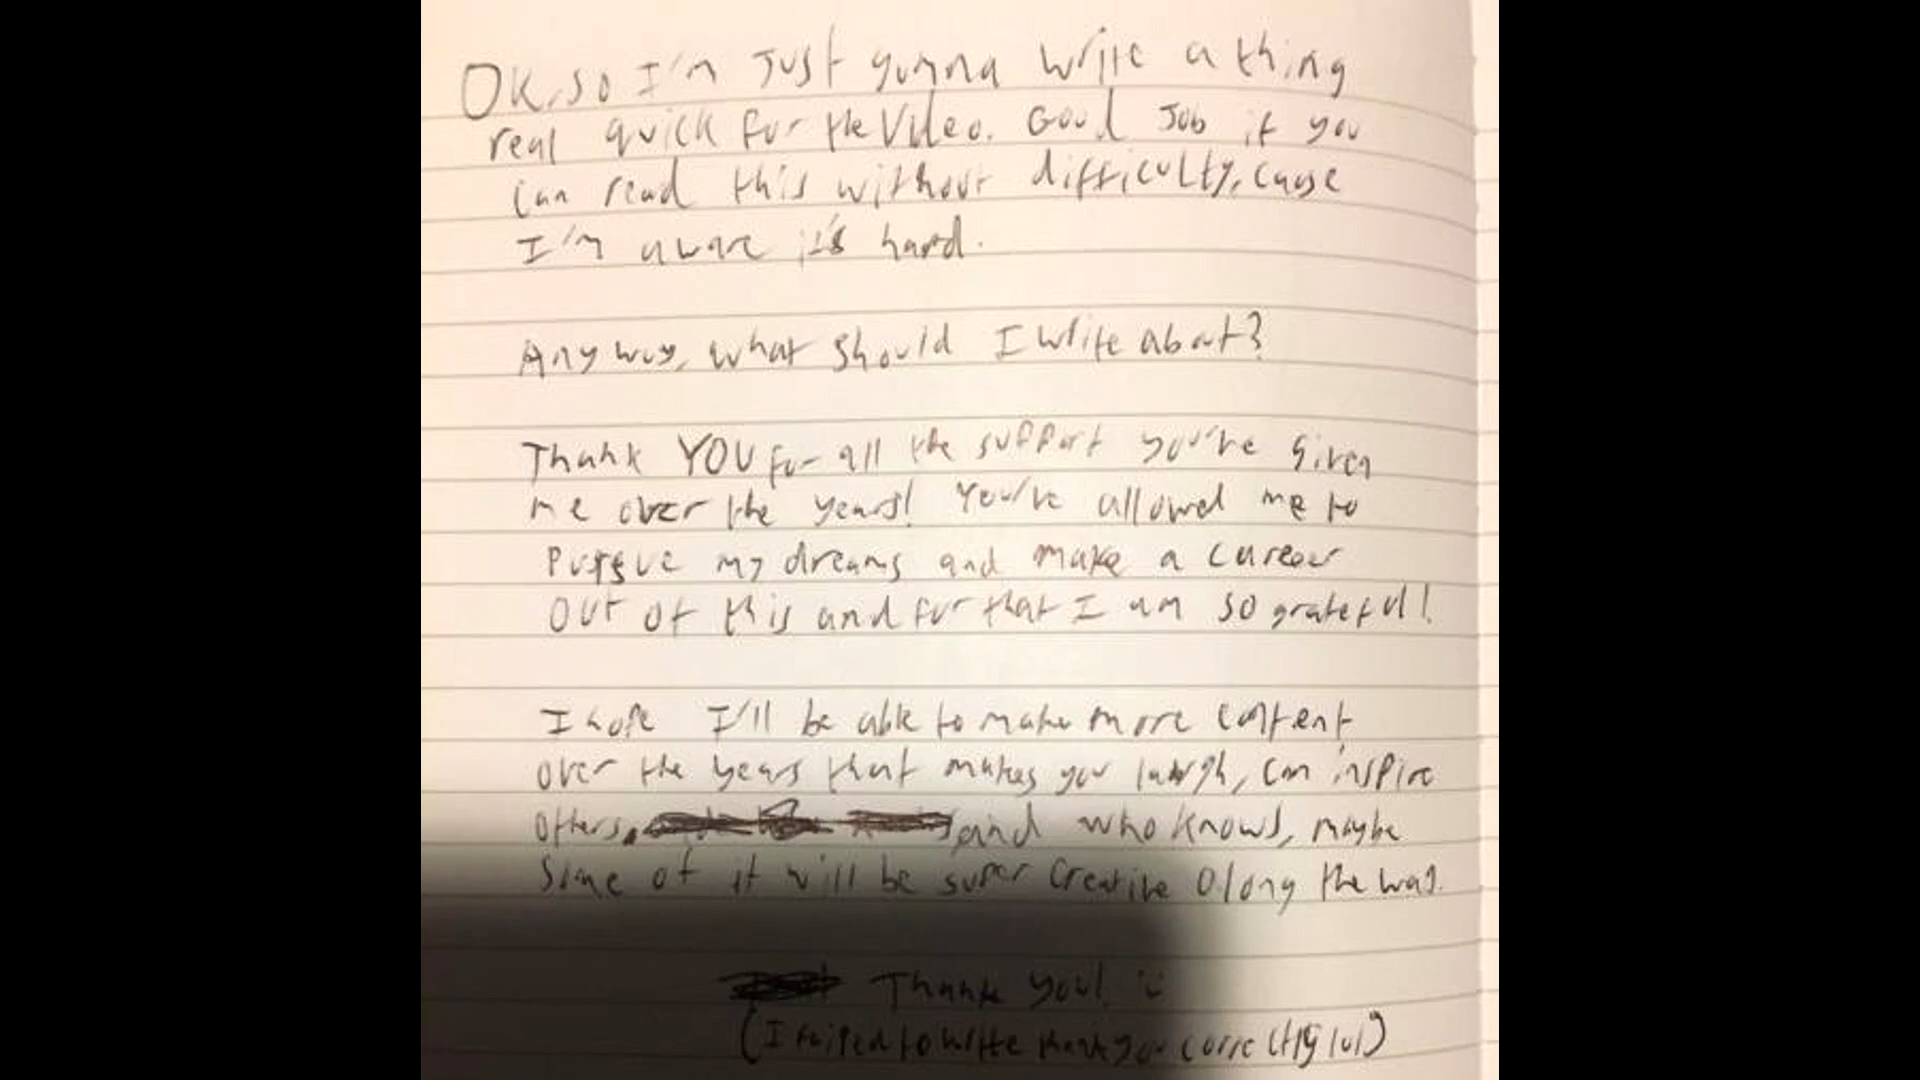 OK, so I'm Just gunna write a thing
real quick for the Video. Good Job if you
can read this without difficulty, cause
I'm aware it's hard.
Anyway, what should I write about?
Thank YOU for all the support you've given
me over the years! You've allowed me to
pursue my dreams and make a career
out of this and for that I am so grateful!
I hope I'll be able to make more content
over the years that makes you laugh, can inspire
others, and who knows, maybe
some of it will be super creative along the way.
Thank you! :)
(I failed to write thank you correctly lol)